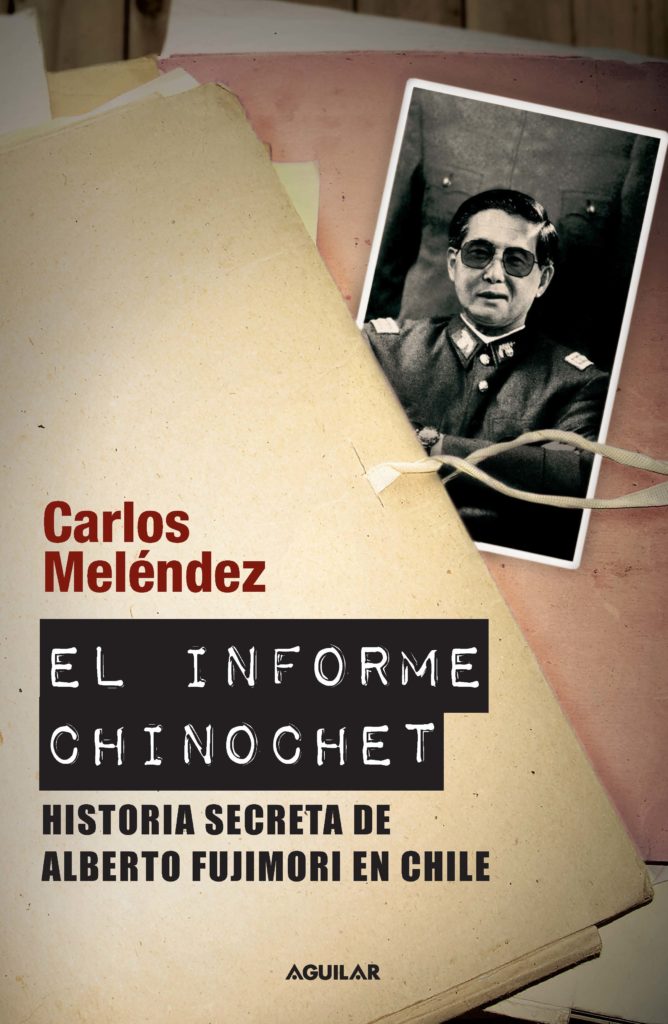 Carlos
Meléndez
EL INFORME
CHINOCHET
HISTORIA SECRETA DE
ALBERTO FUJIMORI EN CHILE
AGUILAR